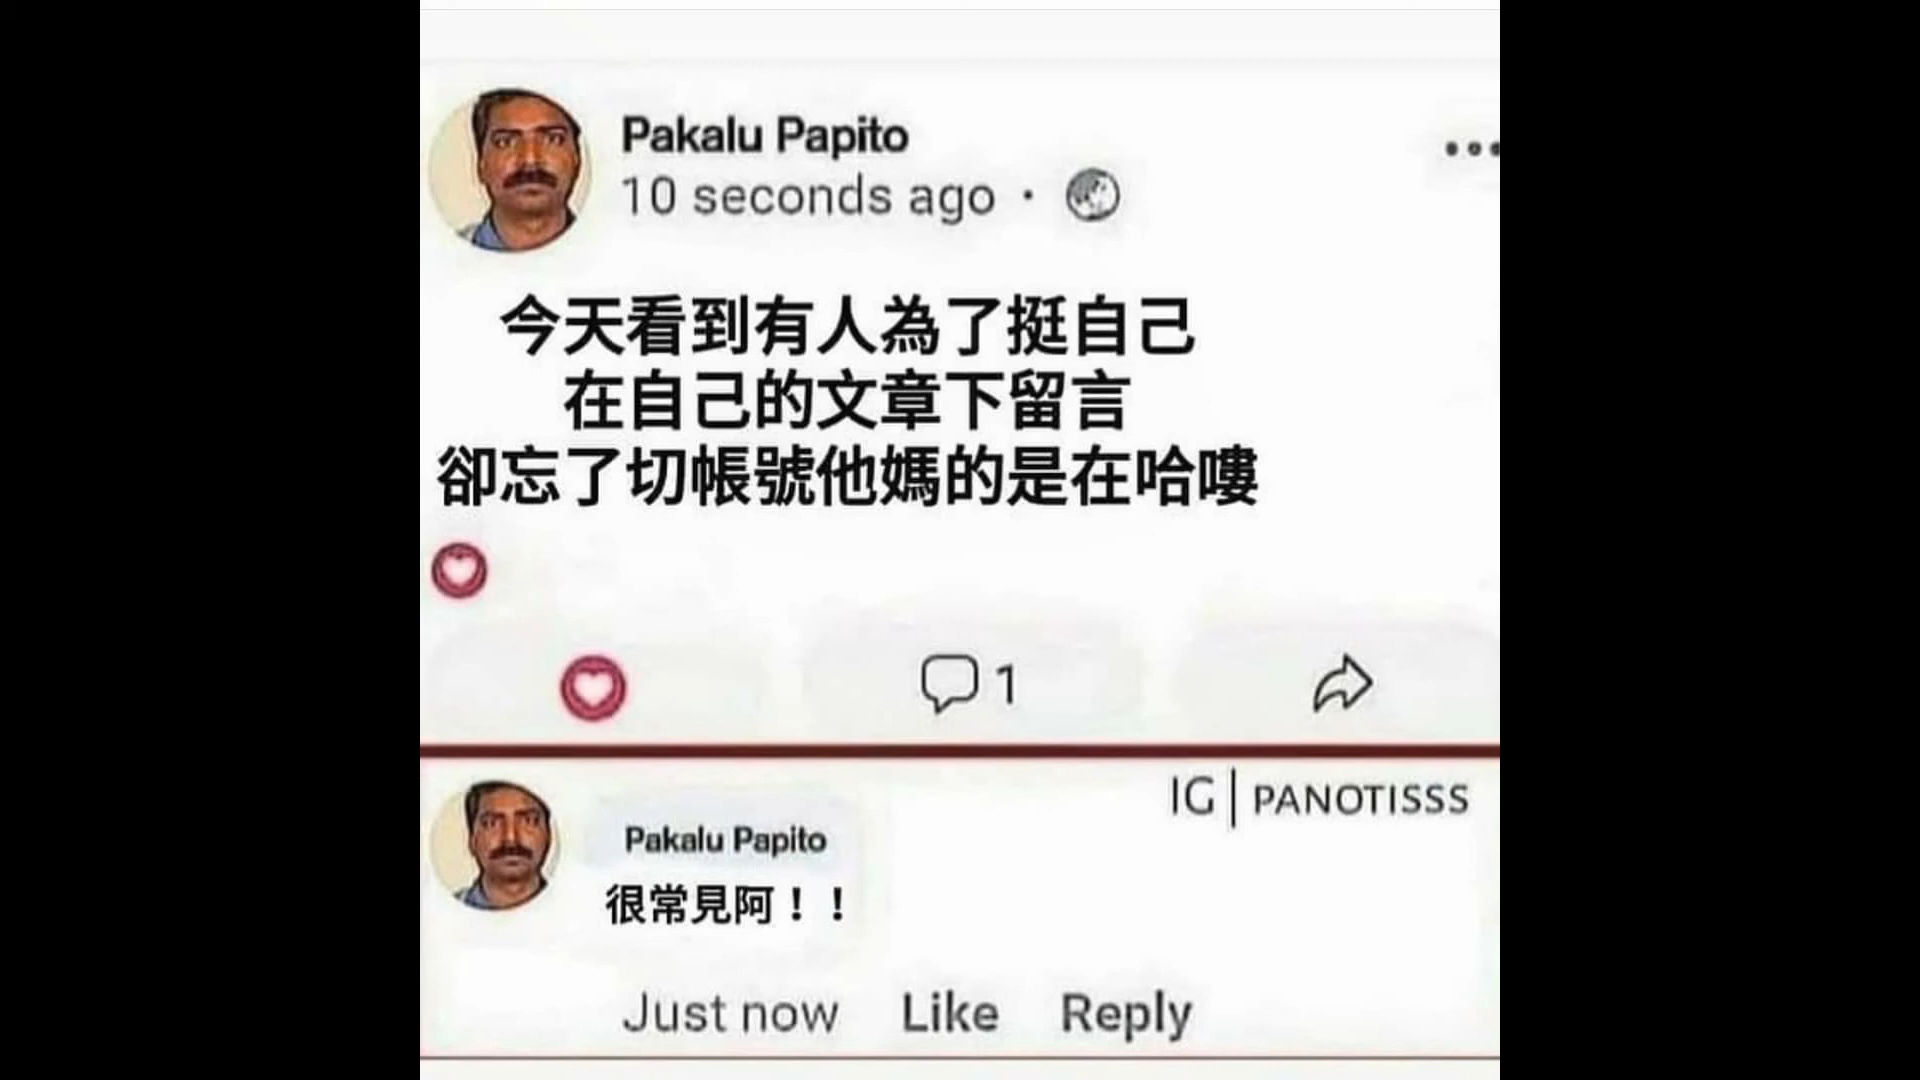 Pakalu Papito
10 seconds ago ·
今天看到有人為了挺自己
在自己的文章下留言
卻忘了切帳號他媽的是在哈嘍
1
IG | PANOTISSS
Pakalu Papito
很常見阿！！
Just now Like Reply